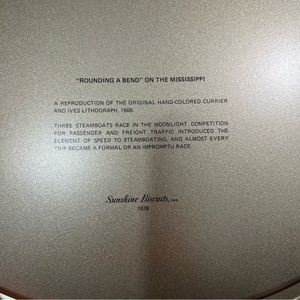 "ROUNDING A BEND" ON THE MISSISSIPPI
A REPRODUCTION OF THE ORIGINAL HAND-COLORED CURRIER
AND IVES LITHOGRAPH, 1866.
THREE STEAMBOATS RACE IN THE MOONLIGHT. COMPETITION
FOR PASSENGER AND FREIGHT TRAFFIC INTRODUCED THE
ELEMENT OF SPEED TO STEAMBOATING, AND ALMOST EVERY
TRIP BECAME A FORMAL OR AN IMPROMPTU RACE.
Sunshine Biscuits, INC.
1978